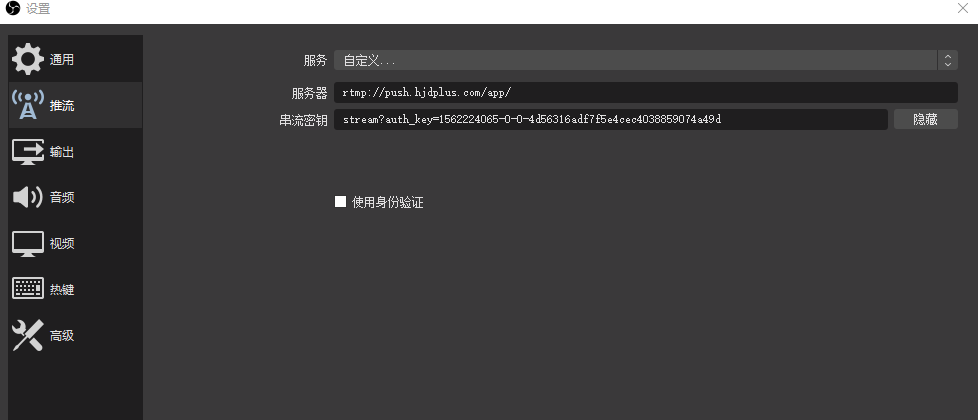 设置
通用
推流
输出
音频
视频
热键
高级
服务 自定义...
服务器 rtmp://push.hjdplus.com/app/
串流密钥 stream?auth_key=1562224065-0-0-4d56316adf7f5e4cec4038859074a49d 隐藏
使用身份验证